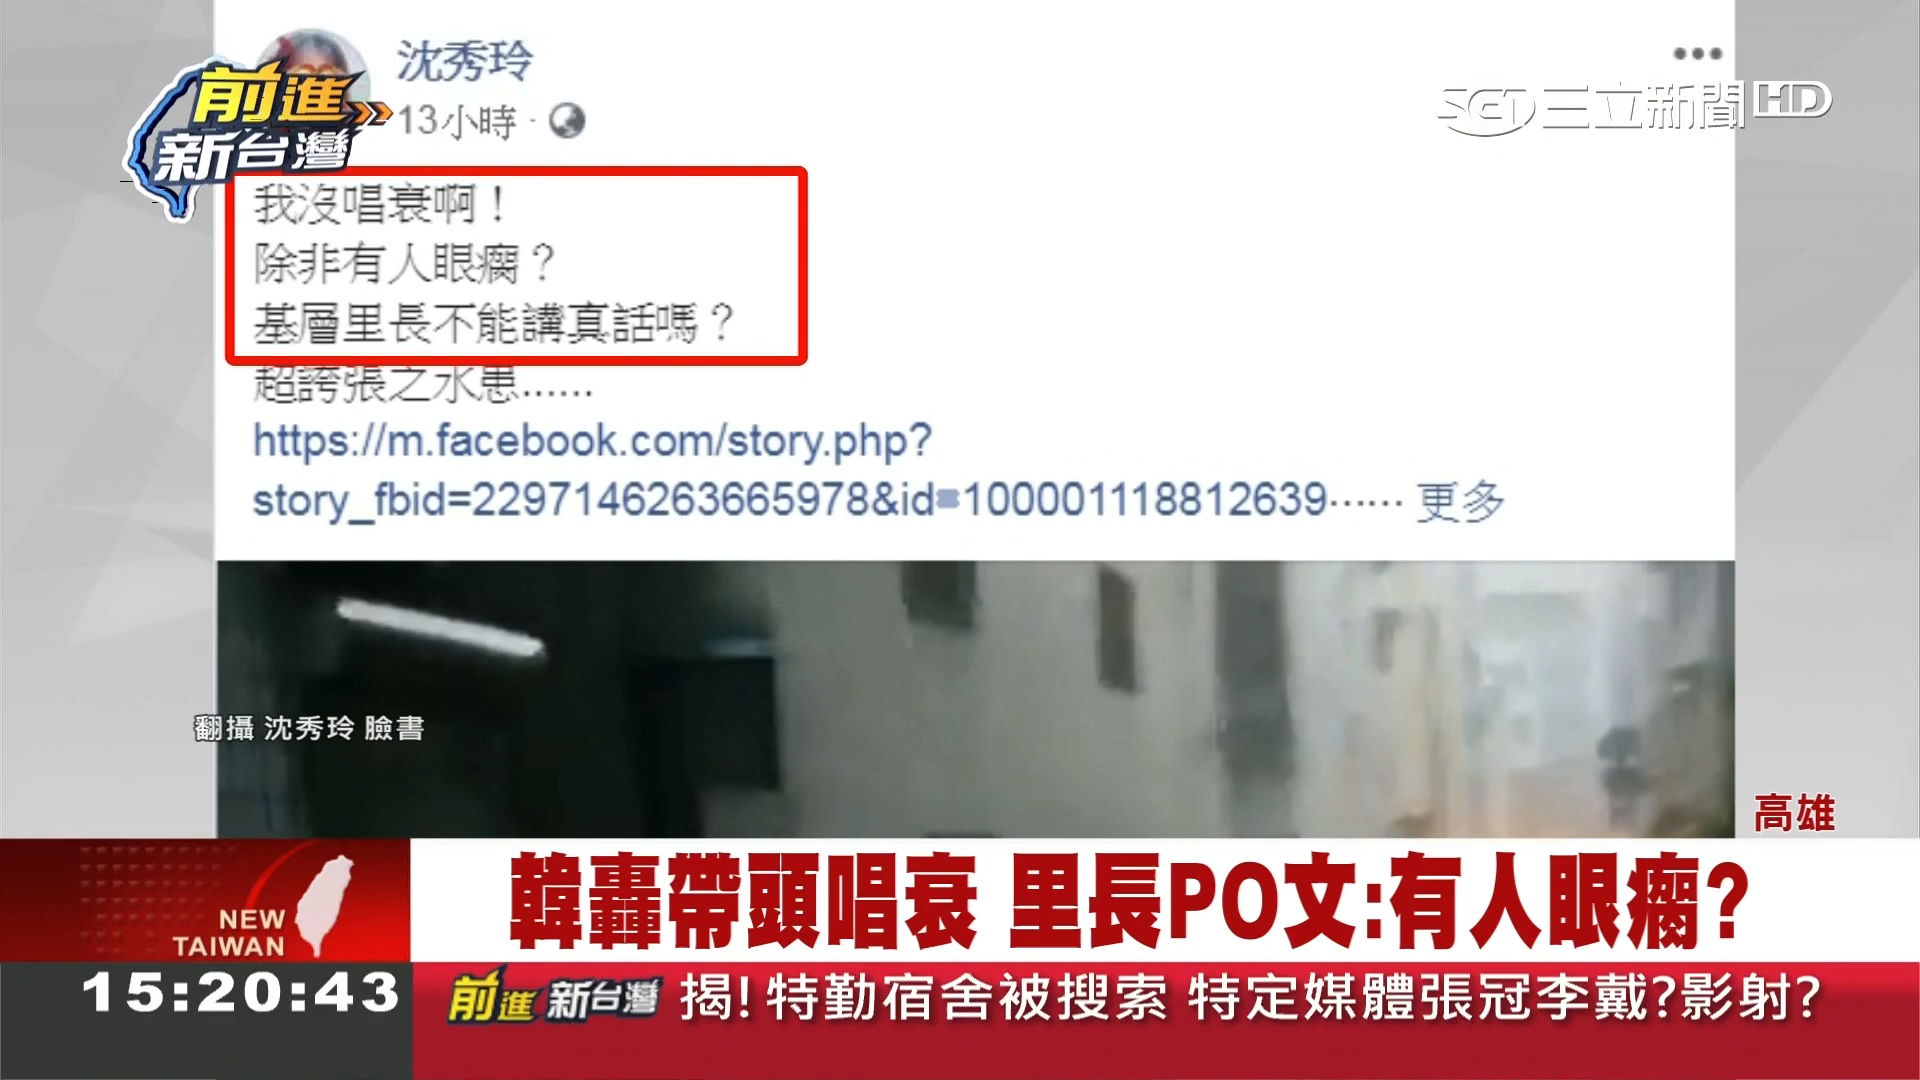 沈秀玲
13小時
前進
新台灣
SET三立新聞HD
我沒唱衰啊！
除非有人眼瘸？
基層里長不能講真話嗎？
超誇張之水患......
https://m.facebook.com/story.php?
story_fbid=2297146263665978&id=100001118812639...... 更多
翻攝 沈秀玲 臉書
高雄
韓轟帶頭唱衰 里長PO文:有人眼瘸?
NEW
TAIWAN
15:20:43
前進新台灣 揭! 特勤宿舍被搜索 特定媒體張冠李戴?影射?